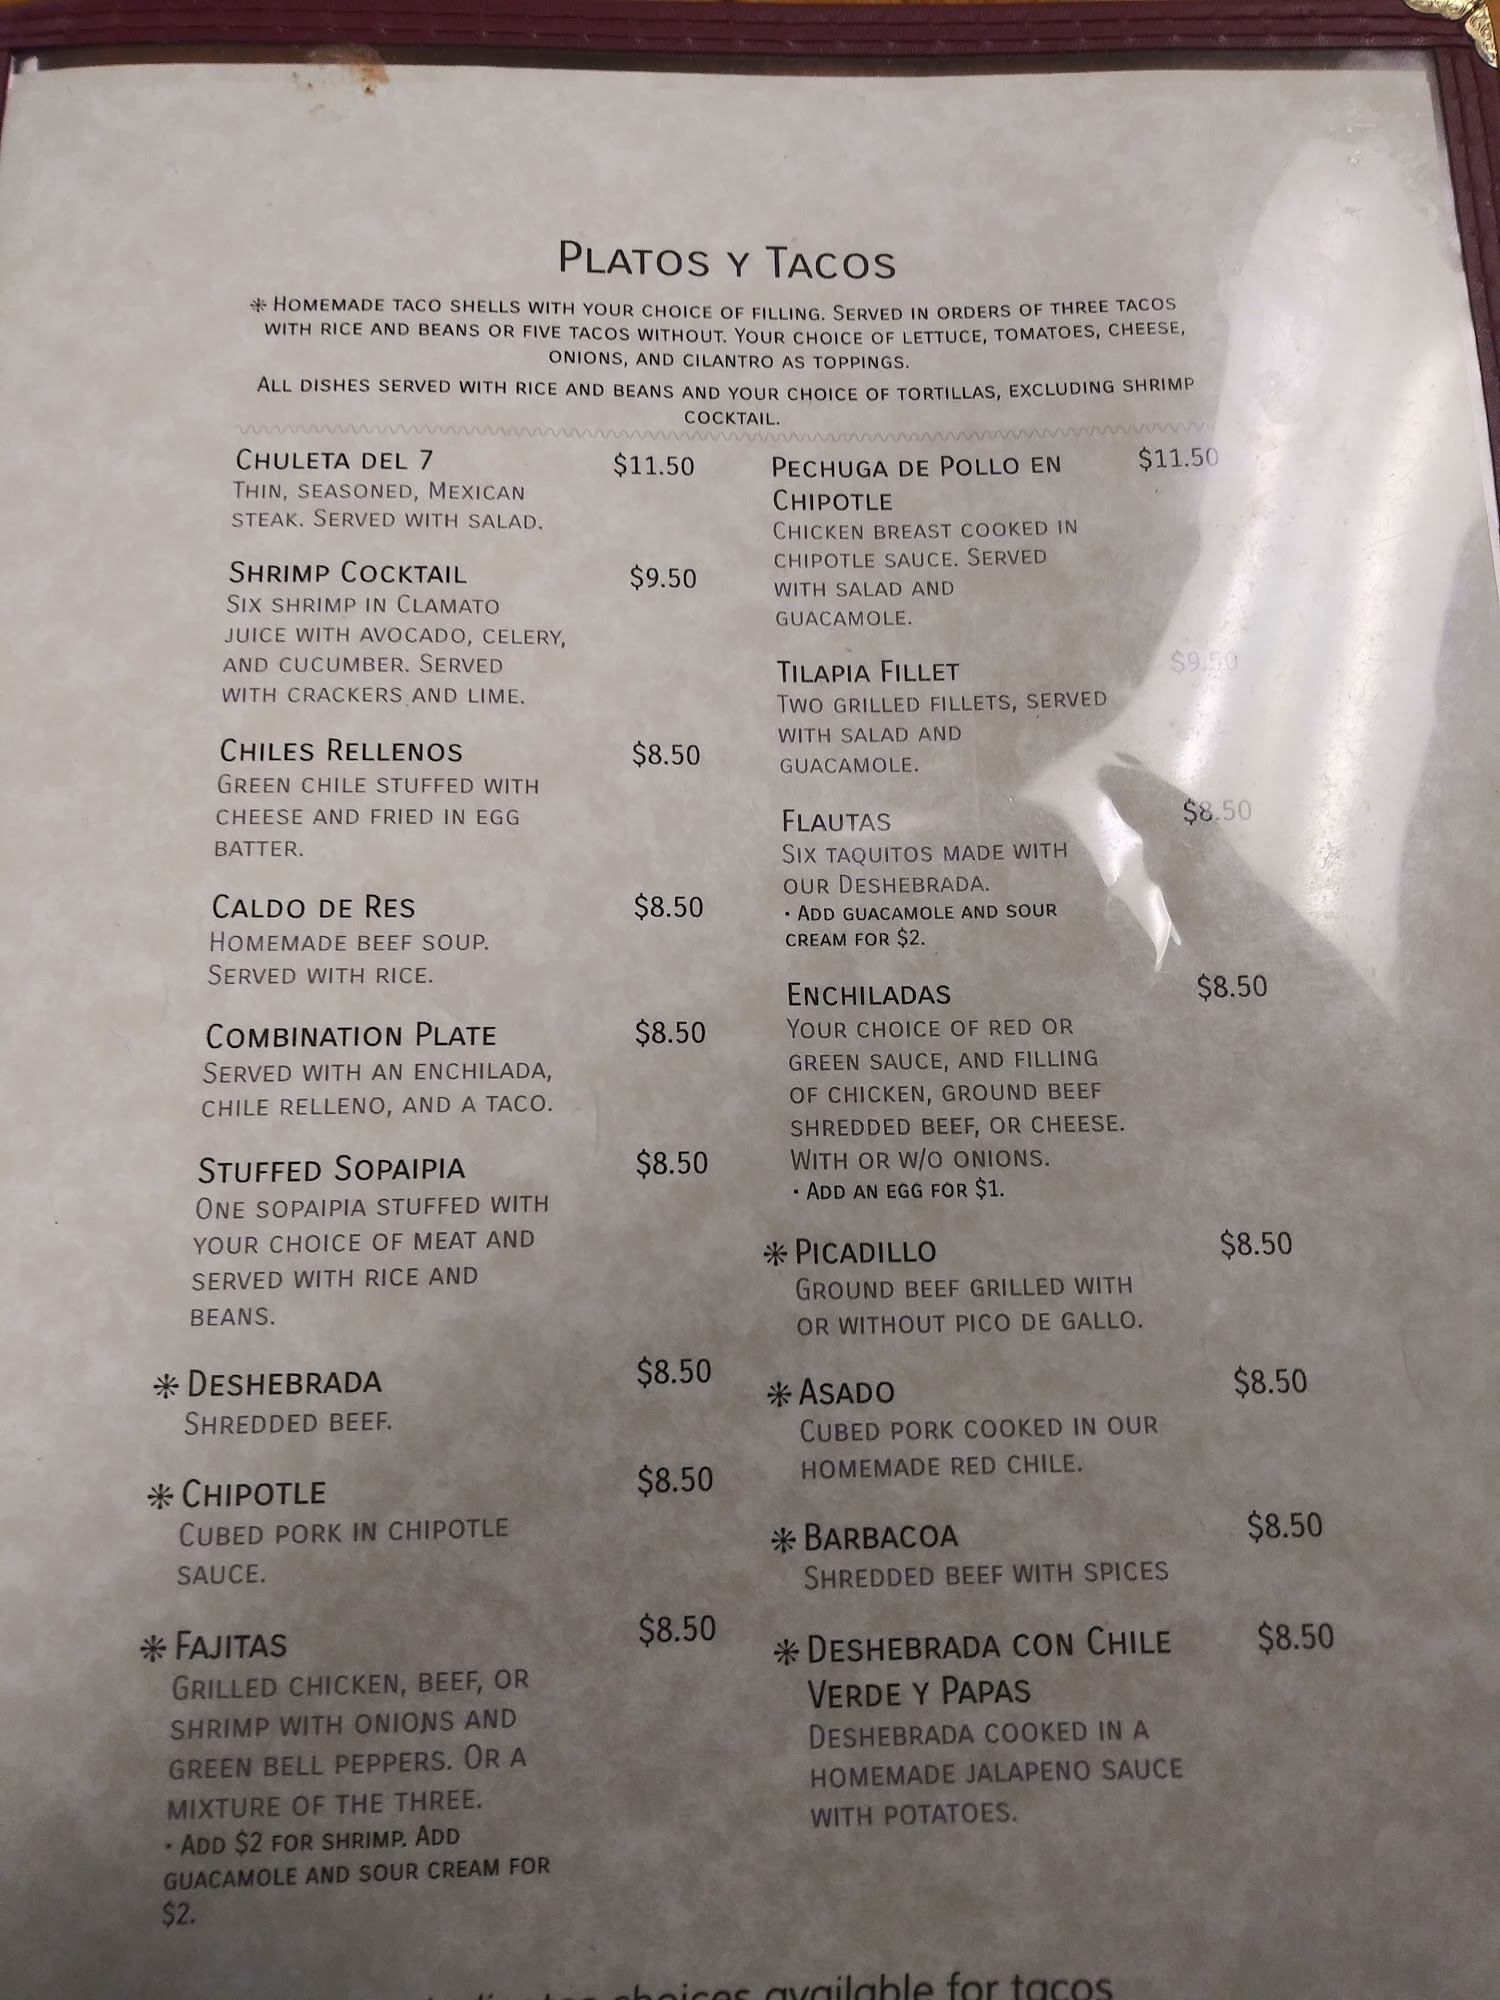 Platos y Tacos
✳ Homemade taco shells with your choice of filling. Served in orders of three tacos
with rice and beans or five tacos without. Your choice of lettuce, tomatoes, cheese,
onions, and cilantro as toppings.
All dishes served with rice and beans and your choice of tortillas, excluding shrimp
cocktail.
Chuleta del 7 $11.50
Thin, seasoned, Mexican
steak. Served with salad.
Shrimp Cocktail $9.50
Six shrimp in Clamato
juice with avocado, celery,
and cucumber. Served
with crackers and lime.
Chiles Rellenos $8.50
Green chile stuffed with
cheese and fried in egg
batter.
Caldo de Res $8.50
Homemade beef soup.
Served with rice.
Combination Plate $8.50
Served with an enchilada,
chile relleno, and a taco.
Stuffed Sopaipia $8.50
One sopaipia stuffed with
your choice of meat and
served with rice and
beans.
✳ Deshebrada $8.50
Shredded beef.
✳ Chipotle $8.50
Cubed pork in chipotle
sauce.
✳ Fajitas $8.50
Grilled chicken, beef, or
shrimp with onions and
green bell peppers. Or a
mixture of the three.
• Add $2 for shrimp. Add
guacamole and sour cream for
$2.
Pechuga de Pollo en $11.50
Chipotle
Chicken breast cooked in
chipotle sauce. Served
with salad and
guacamole.
Tilapia Fillet $9.50
Two grilled fillets, served
with salad and
guacamole.
Flautas $8.50
Six taquitos made with
our Deshebrada.
• Add guacamole and sour
cream for $2.
Enchiladas $8.50
Your choice of red or
green sauce, and filling
of chicken, ground beef
shredded beef, or cheese.
With or w/o onions.
• Add an egg for $1.
✳ Picadillo $8.50
Ground beef grilled with
or without pico de gallo.
✳ Asado $8.50
Cubed pork cooked in our
homemade red chile.
✳ Barbacoa $8.50
Shredded beef with spices
✳ Deshebrada con Chile $8.50
Verde y Papas
Deshebrada cooked in a
homemade jalapeno sauce
with potatoes.
choices available for tacos